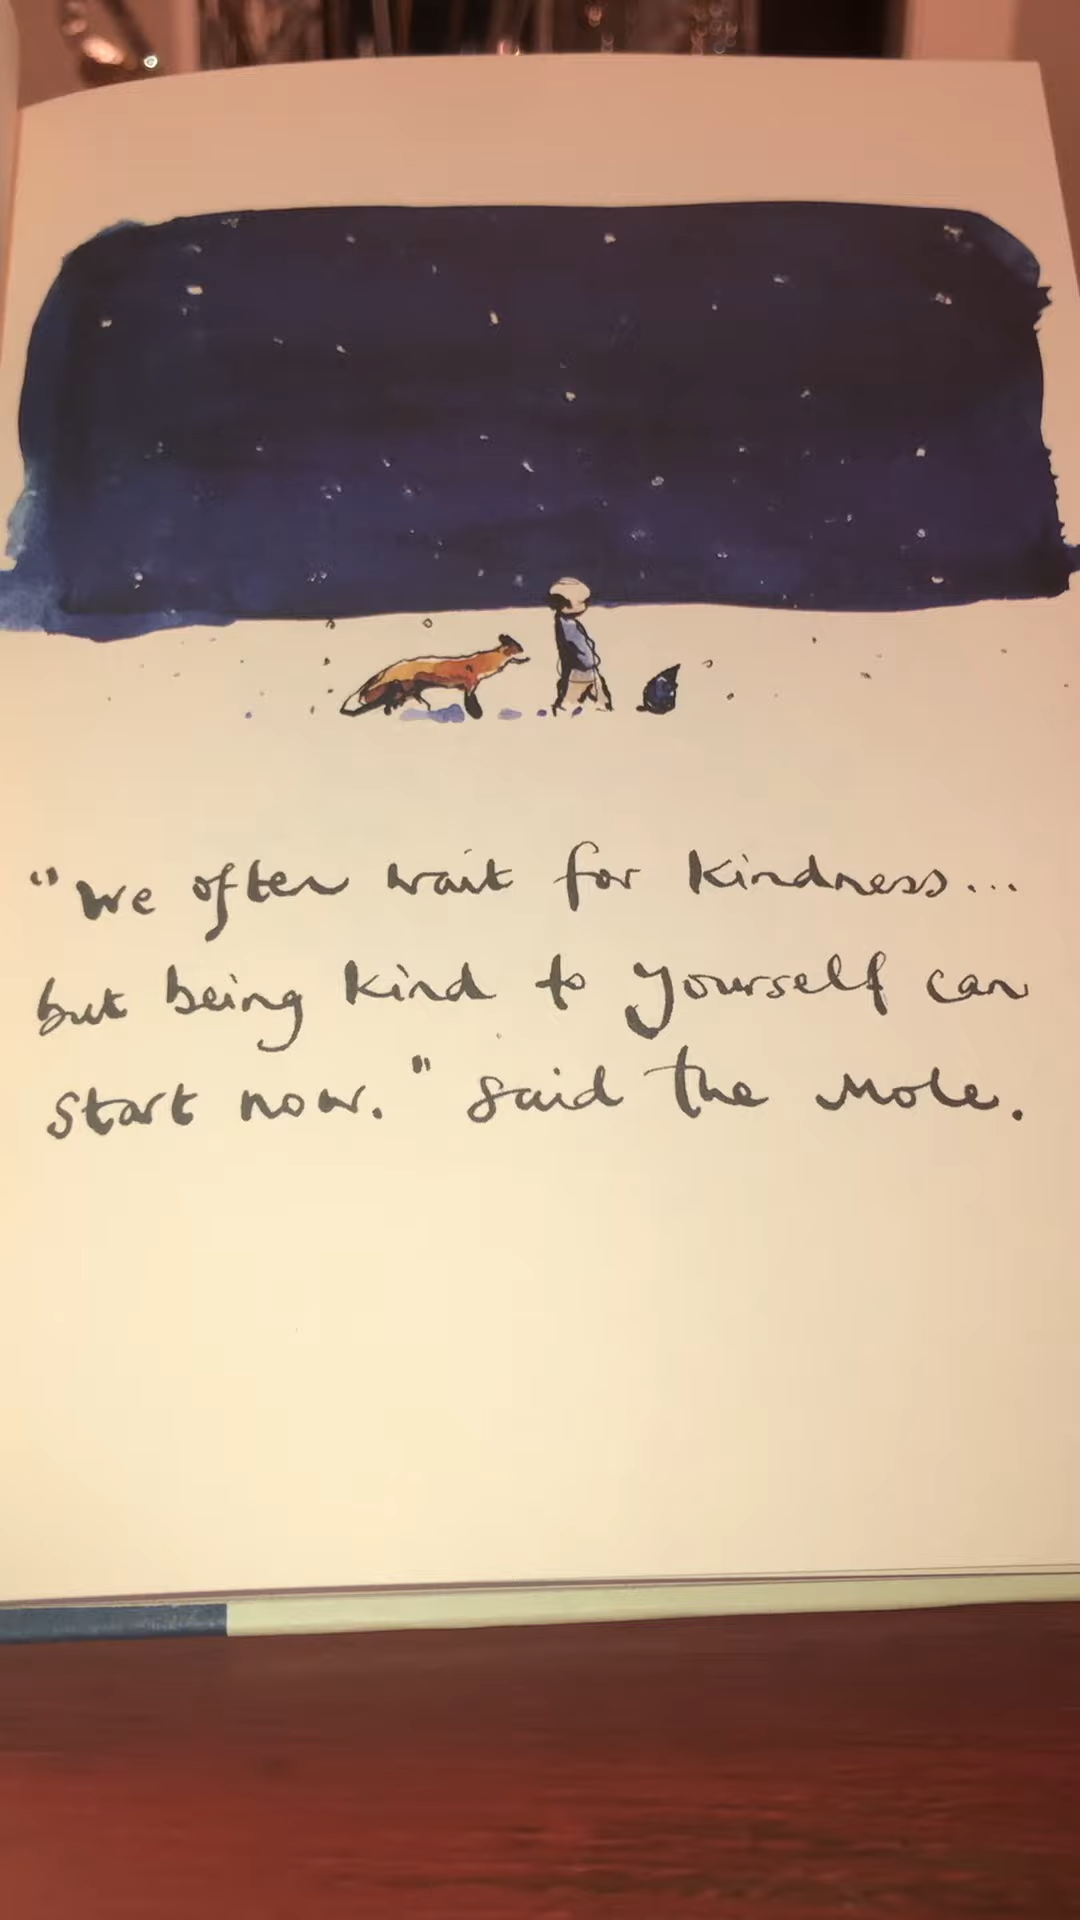 "We often wait for kindness...
but being kind to yourself can
start now." said the mole.